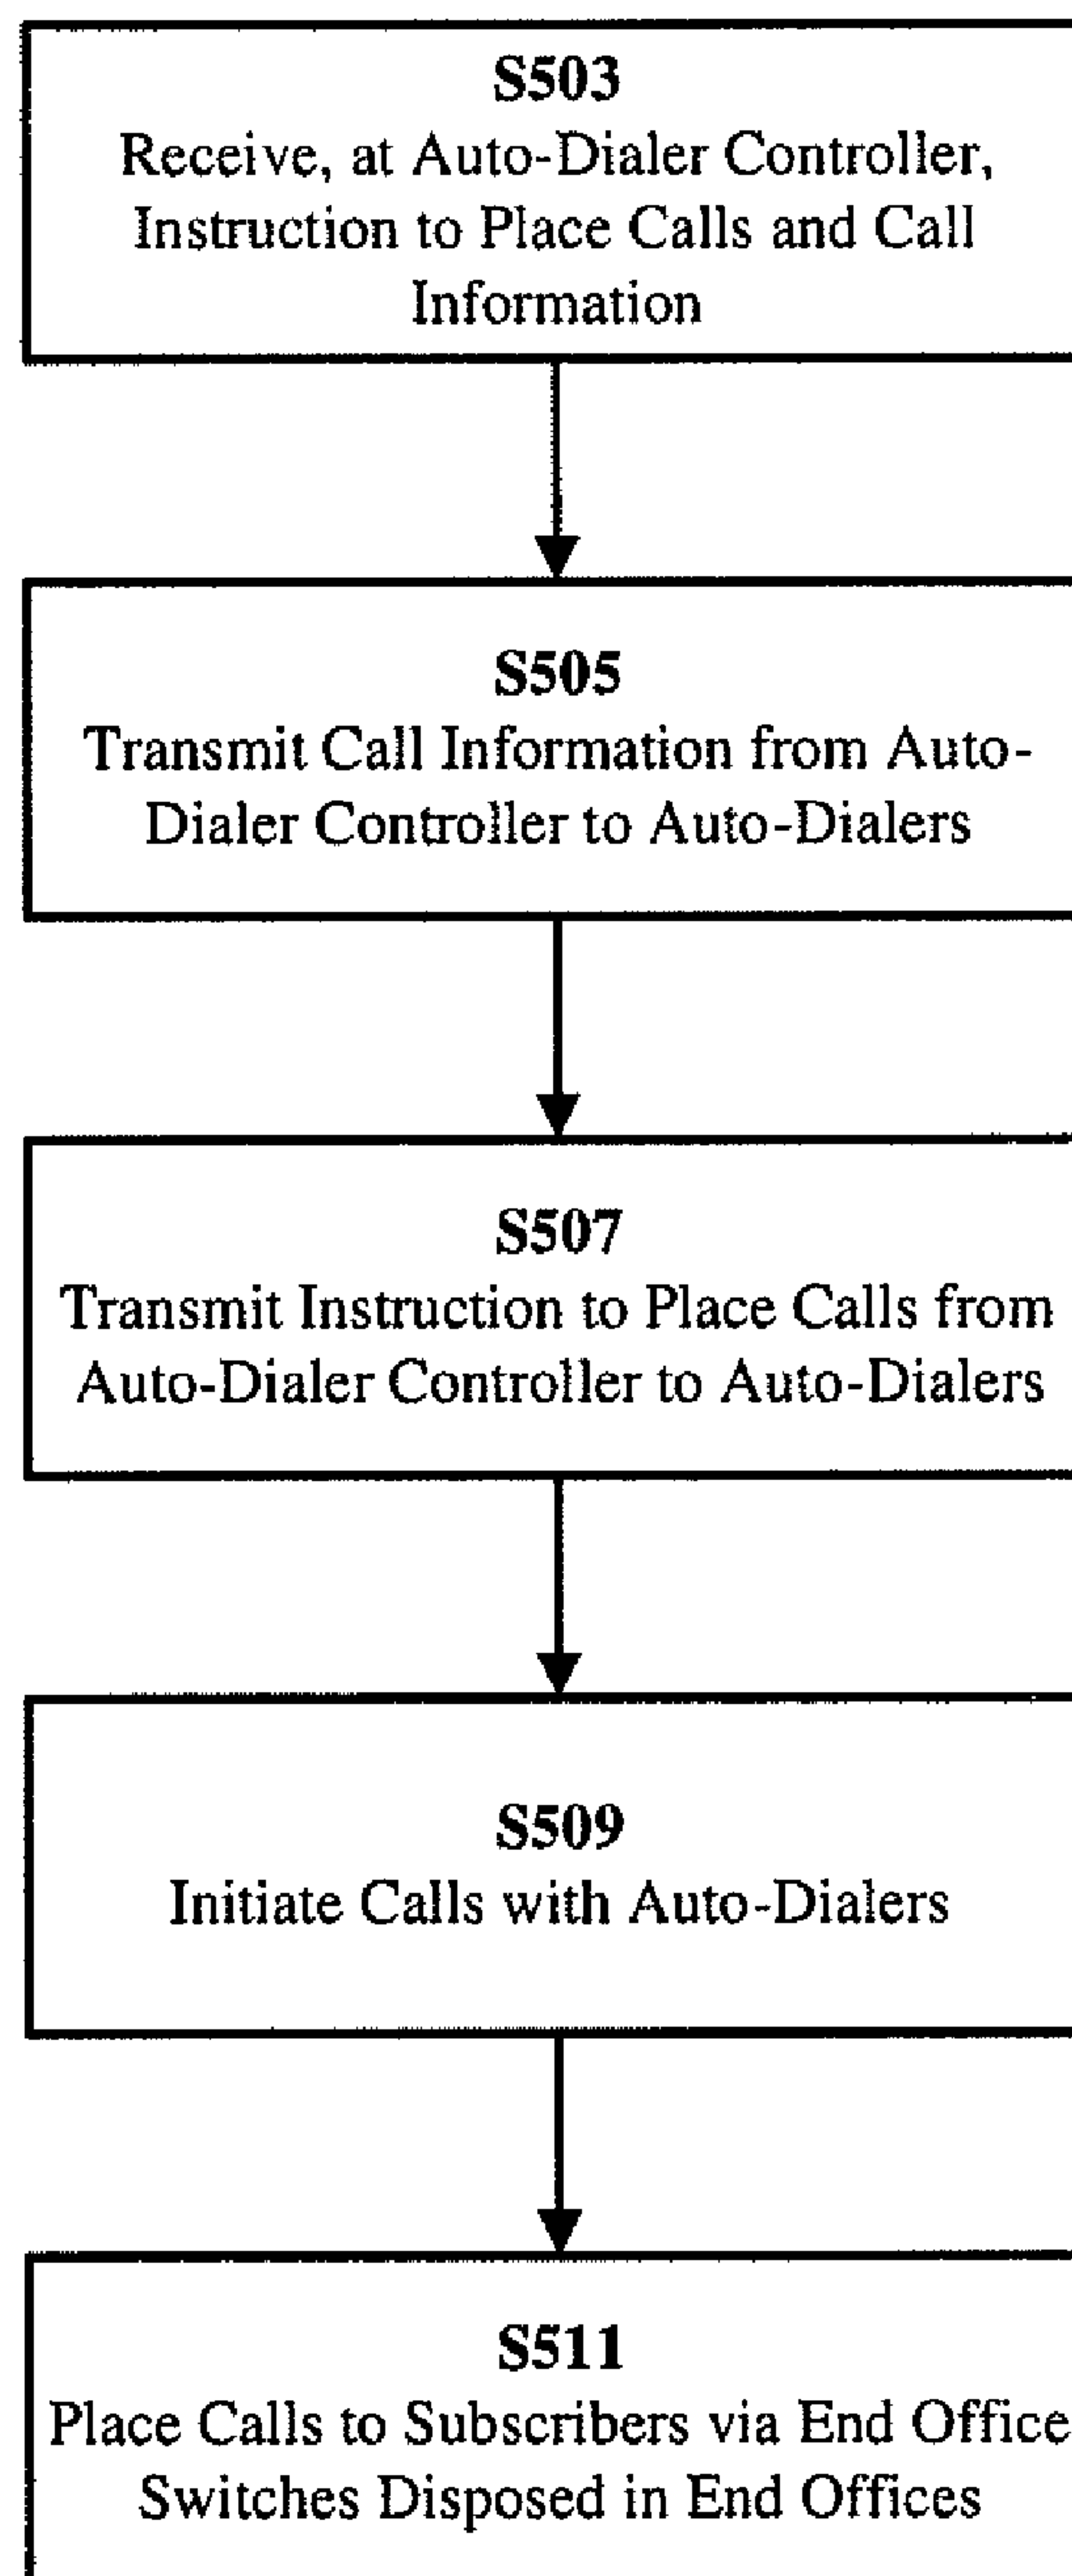 S503
Receive, at Auto-Dialer Controller,
Instruction to Place Calls and Call
Information
S505
Transmit Call Information from Auto-
Dialer Controller to Auto-Dialers
S507
Transmit Instruction to Place Calls from
Auto-Dialer Controller to Auto-Dialers
S509
Initiate Calls with Auto-Dialers
S511
Place Calls to Subscribers via End Office
Switches Disposed in End Offices